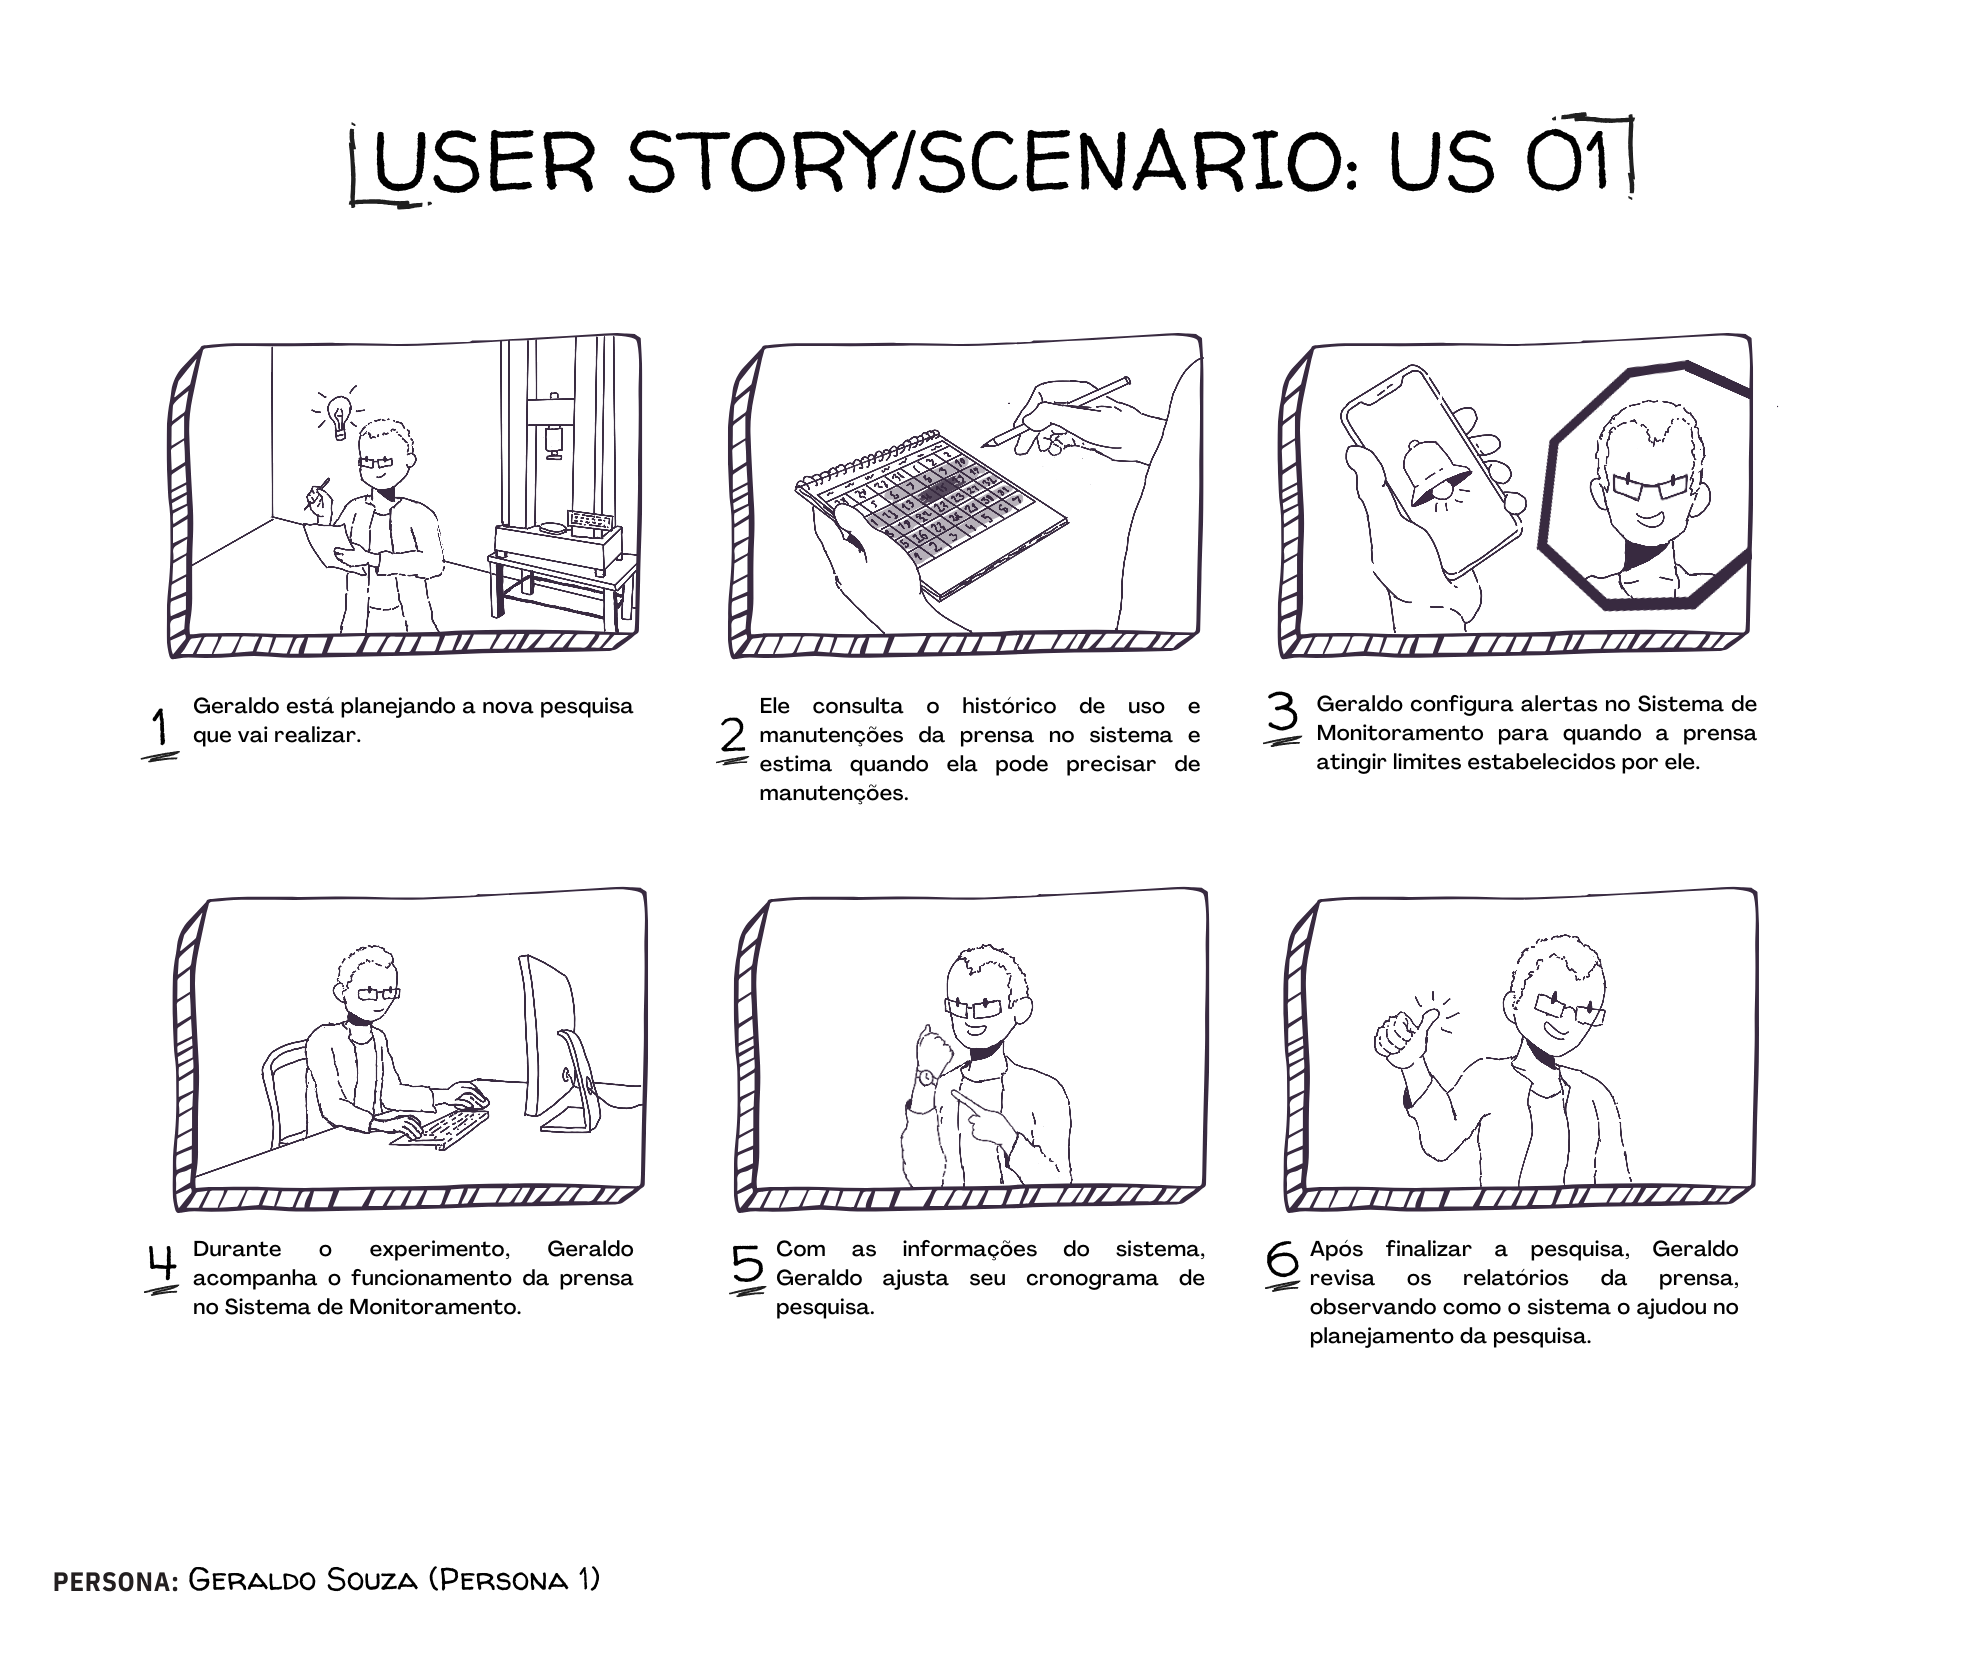 USER STORY/SCENARIO: US 01
1
Geraldo está planejando a nova pesquisa
que vai realizar.
2
Ele consulta o histórico de uso e
manutenções da prensa no sistema e
estima quando ela pode precisar de
manutenções.
3
Geraldo configura alertas no Sistema de
Monitoramento para quando a prensa
atingir limites estabelecidos por ele.
4
Durante o experimento, Geraldo
acompanha o funcionamento da prensa
no Sistema de Monitoramento.
5
Com as informações do sistema,
Geraldo ajusta seu cronograma de
pesquisa.
6
Após finalizar a pesquisa, Geraldo
revisa os relatórios da prensa,
observando como o sistema o ajudou no
planejamento da pesquisa.
PERSONA: GERALDO SOUZA (PERSONA 1)